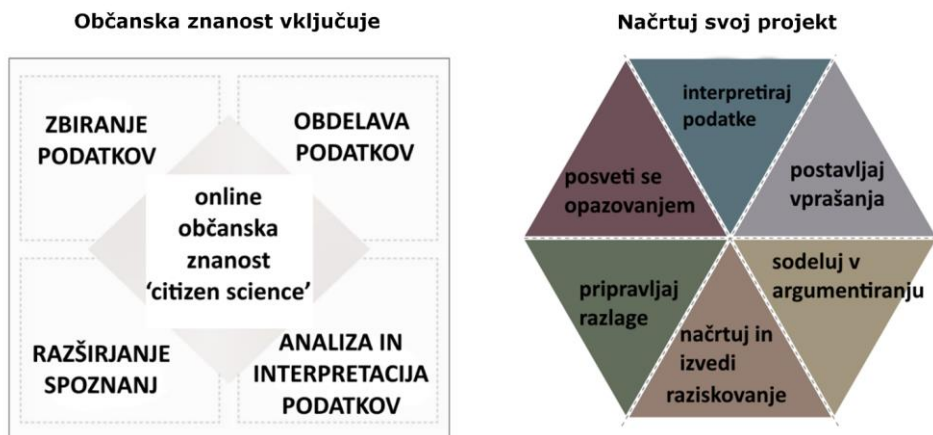 Občanska znanost vključuje
ZBIRANJE
PODATKOV
OBDELAVA
PODATKOV
online
občanska
znanost
‘citizen science’
RAZŠIRJANJE
SPOZNANJ
ANALIZA IN
INTERPRETACIJA
PODATKOV
Načrtuj svoj projekt
interpretiraj
podatke
posveti se
opazovanjem
postavljaj
vprašanja
pripravljaj
razlage
sodeluj v
argumentiranju
načrtuj in
izvedi
raziskovanje